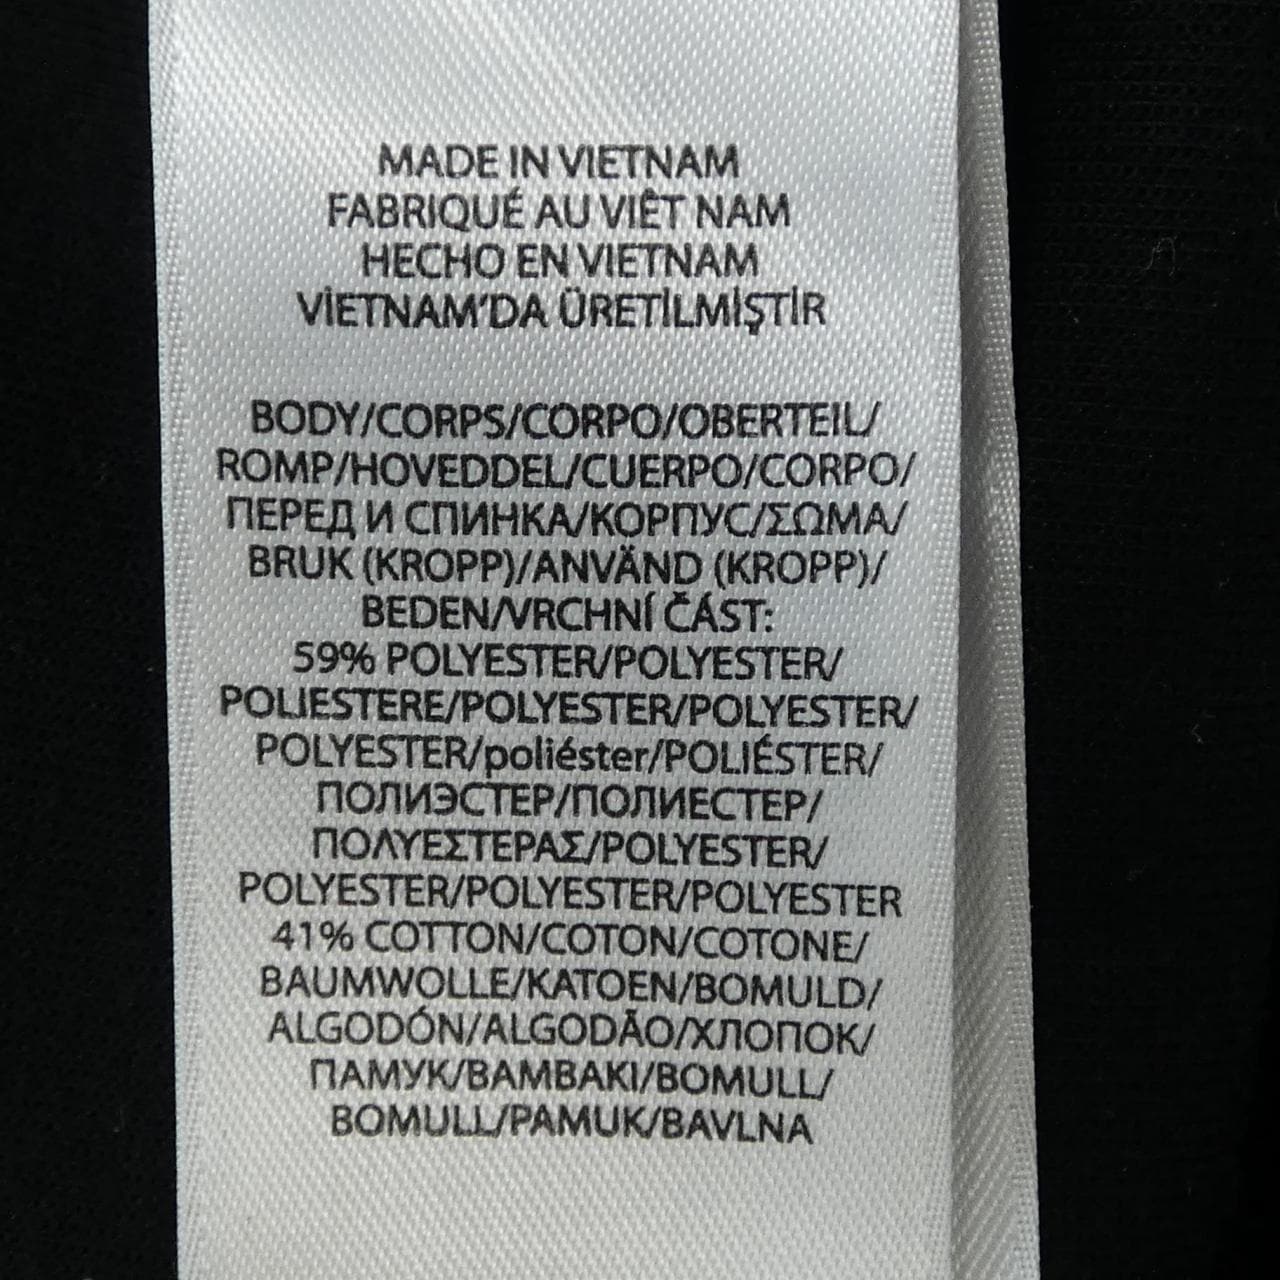 MADE IN VIETNAM
FABRIQUÉ AU VIÊT NAM
HECHO EN VIETNAM
VİETNAM'DA ÜRETİLMİŞTİR
BODY/CORPS/CORPO/OBERTEIL/
ROMP/HOVEDDEL/CUERPO/CORPO/
ПЕРЕД И СПИНКА/КОРПУС/ΣΩΜΑ/
BRUK (KROPP)/ANVÄND (KROPP)/
BEDEN/VRCHNÍ ČÁST:
59% POLYESTER/POLYESTER/
POLIESTERE/POLYESTER/POLYESTER/
POLYESTER/poliéster/POLIÉSTER/
ПОЛИЭСТЕР/ПОЛИЕСТЕР/
ΠΟΛΥΕΣΤΕΡΑΣ/POLYESTER/
POLYESTER/POLYESTER/POLYESTER
41% COTTON/COTON/COTONE/
BAUMWOLLE/KATOEN/BOMULD/
ALGODÓN/ALGODÃO/ХЛОПОК/
ПАМУК/ΒΑΜΒΑΚΙ/BOMULL/
BOMULL/PAMUK/BAVLNA